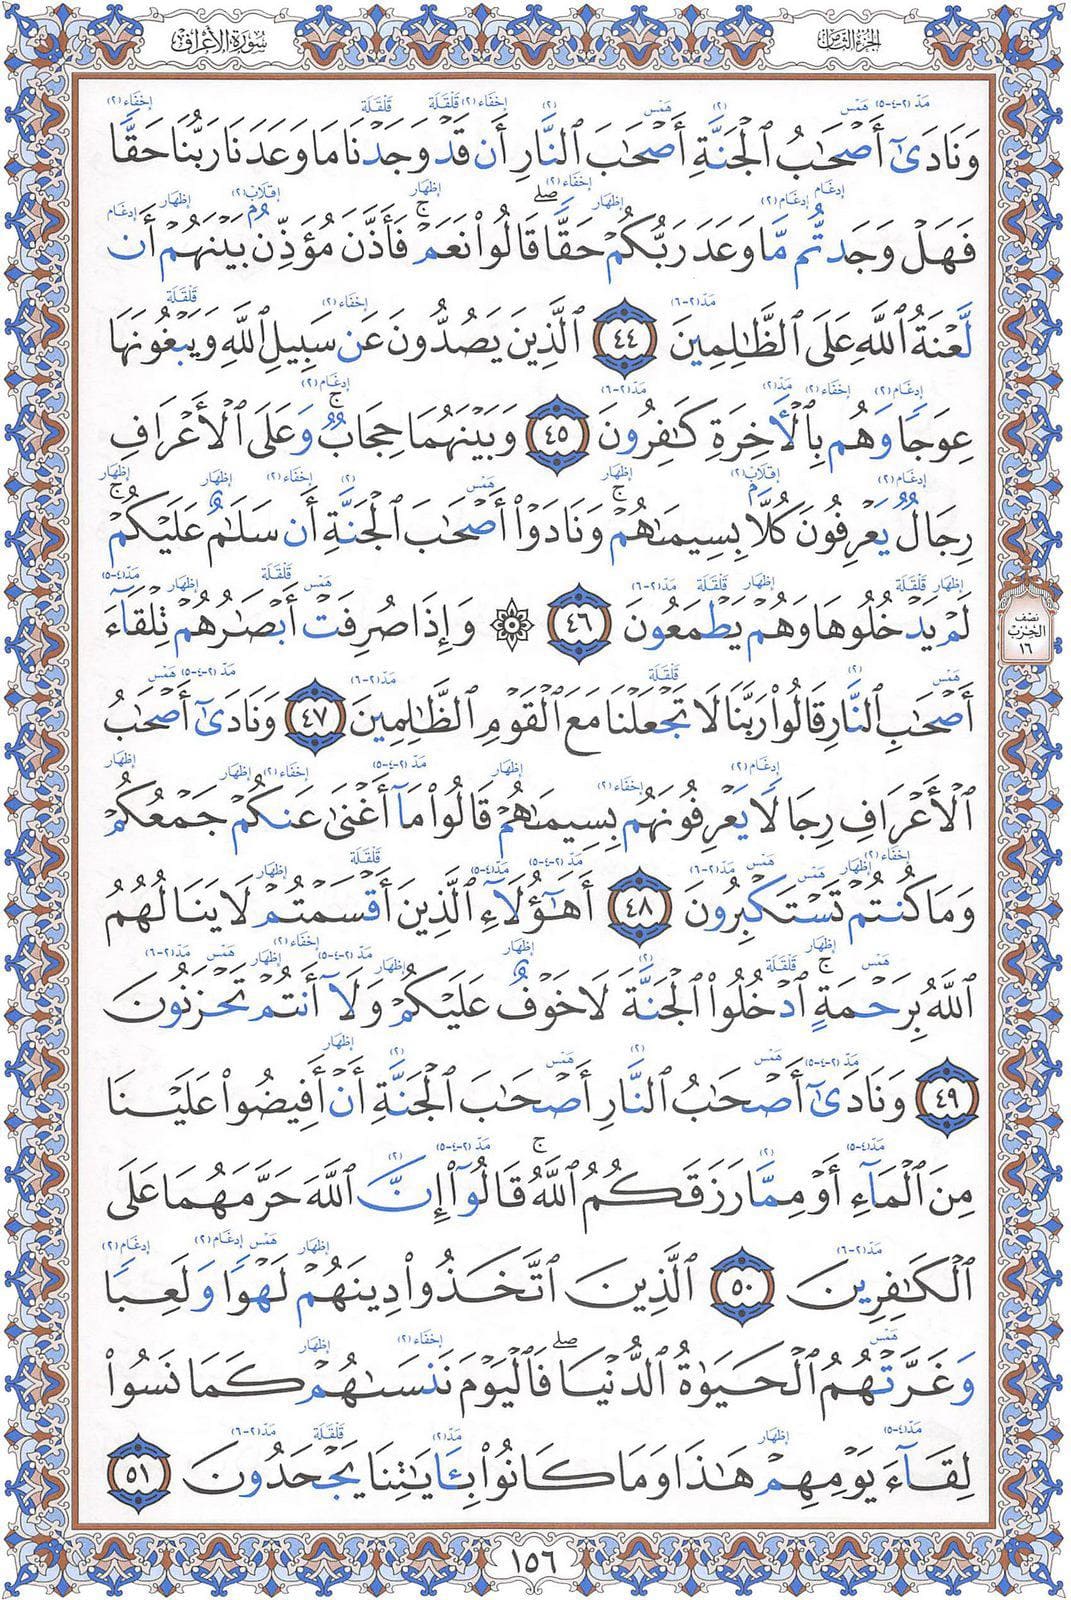 سورة الأعراف
الجزء الثامن
وَنَادَىٰٓ أَصْحَـٰبُ ٱلْجَنَّةِ أَصْحَـٰبَ ٱلنَّارِ أَن قَدْ وَجَدْنَا مَا وَعَدَنَا رَبُّنَا حَقًّا
فَهَلْ وَجَدتُّم مَّا وَعَدَ رَبُّكُمْ حَقًّا ۖ قَالُوا۟ نَعَمْ ۚ فَأَذَّنَ مُؤَذِّنٌۢ بَيْنَهُمْ أَن
لَّعْنَةُ ٱللَّهِ عَلَى ٱلظَّـٰلِمِينَ ٤٤ ٱلَّذِينَ يَصُدُّونَ عَن سَبِيلِ ٱللَّهِ وَيَبْغُونَهَا
عِوَجًا وَهُم بِٱلْـَٔاخِرَةِ كَـٰفِرُونَ ٤٥ وَبَيْنَهُمَا حِجَابٌ ۚ وَعَلَى ٱلْأَعْرَافِ
رِجَالٌ يَعْرِفُونَ كُلًّۢا بِسِيمَىٰهُمْ ۚ وَنَادَوْا۟ أَصْحَـٰبَ ٱلْجَنَّةِ أَن سَلَـٰمٌ عَلَيْكُمْ ۚ
لَمْ يَدْخُلُوهَا وَهُمْ يَطْمَعُونَ ٤٦ ۞ وَإِذَا صُرِفَتْ أَبْصَـٰرُهُمْ تِلْقَآءَ
أَصْحَـٰبِ ٱلنَّارِ قَالُوا۟ رَبَّنَا لَا تَجْعَلْنَا مَعَ ٱلْقَوْمِ ٱلظَّـٰلِمِينَ ٤٧ وَنَادَىٰٓ أَصْحَـٰبُ
ٱلْأَعْرَافِ رِجَالًا يَعْرِفُونَهُم بِسِيمَىٰهُمْ قَالُوا۟ مَآ أَغْنَىٰ عَنكُمْ جَمْعُكُمْ
وَمَا كُنتُمْ تَسْتَكْبِرُونَ ٤٨ أَهَـٰٓؤُلَآءِ ٱلَّذِينَ أَقْسَمْتُمْ لَا يَنَالُهُمُ
ٱللَّهُ بِرَحْمَةٍ ۚ ٱدْخُلُوا۟ ٱلْجَنَّةَ لَا خَوْفٌ عَلَيْكُمْ وَلَآ أَنتُمْ تَحْزَنُونَ
٤٩ وَنَادَىٰٓ أَصْحَـٰبُ ٱلنَّارِ أَصْحَـٰبَ ٱلْجَنَّةِ أَنْ أَفِيضُوا۟ عَلَيْنَا
مِنَ ٱلْمَآءِ أَوْ مِمَّا رَزَقَكُمُ ٱللَّهُ ۚ قَالُوٓا۟ إِنَّ ٱللَّهَ حَرَّمَهُمَا عَلَى
ٱلْكَـٰفِرِينَ ٥٠ ٱلَّذِينَ ٱتَّخَذُوا۟ دِينَهُمْ لَهْوًا وَلَعِبًا
وَغَرَّتْهُمُ ٱلْحَيَوٰةُ ٱلدُّنْيَا ۖ فَٱلْيَوْمَ نَنسَىٰهُمْ كَمَا نَسُوا۟
لِقَآءَ يَوْمِهِمْ هَـٰذَا وَمَا كَانُوا۟ بِـَٔايَـٰتِنَا يَجْحَدُونَ ٥١
نصف
الحزب
١٦
١٥٦